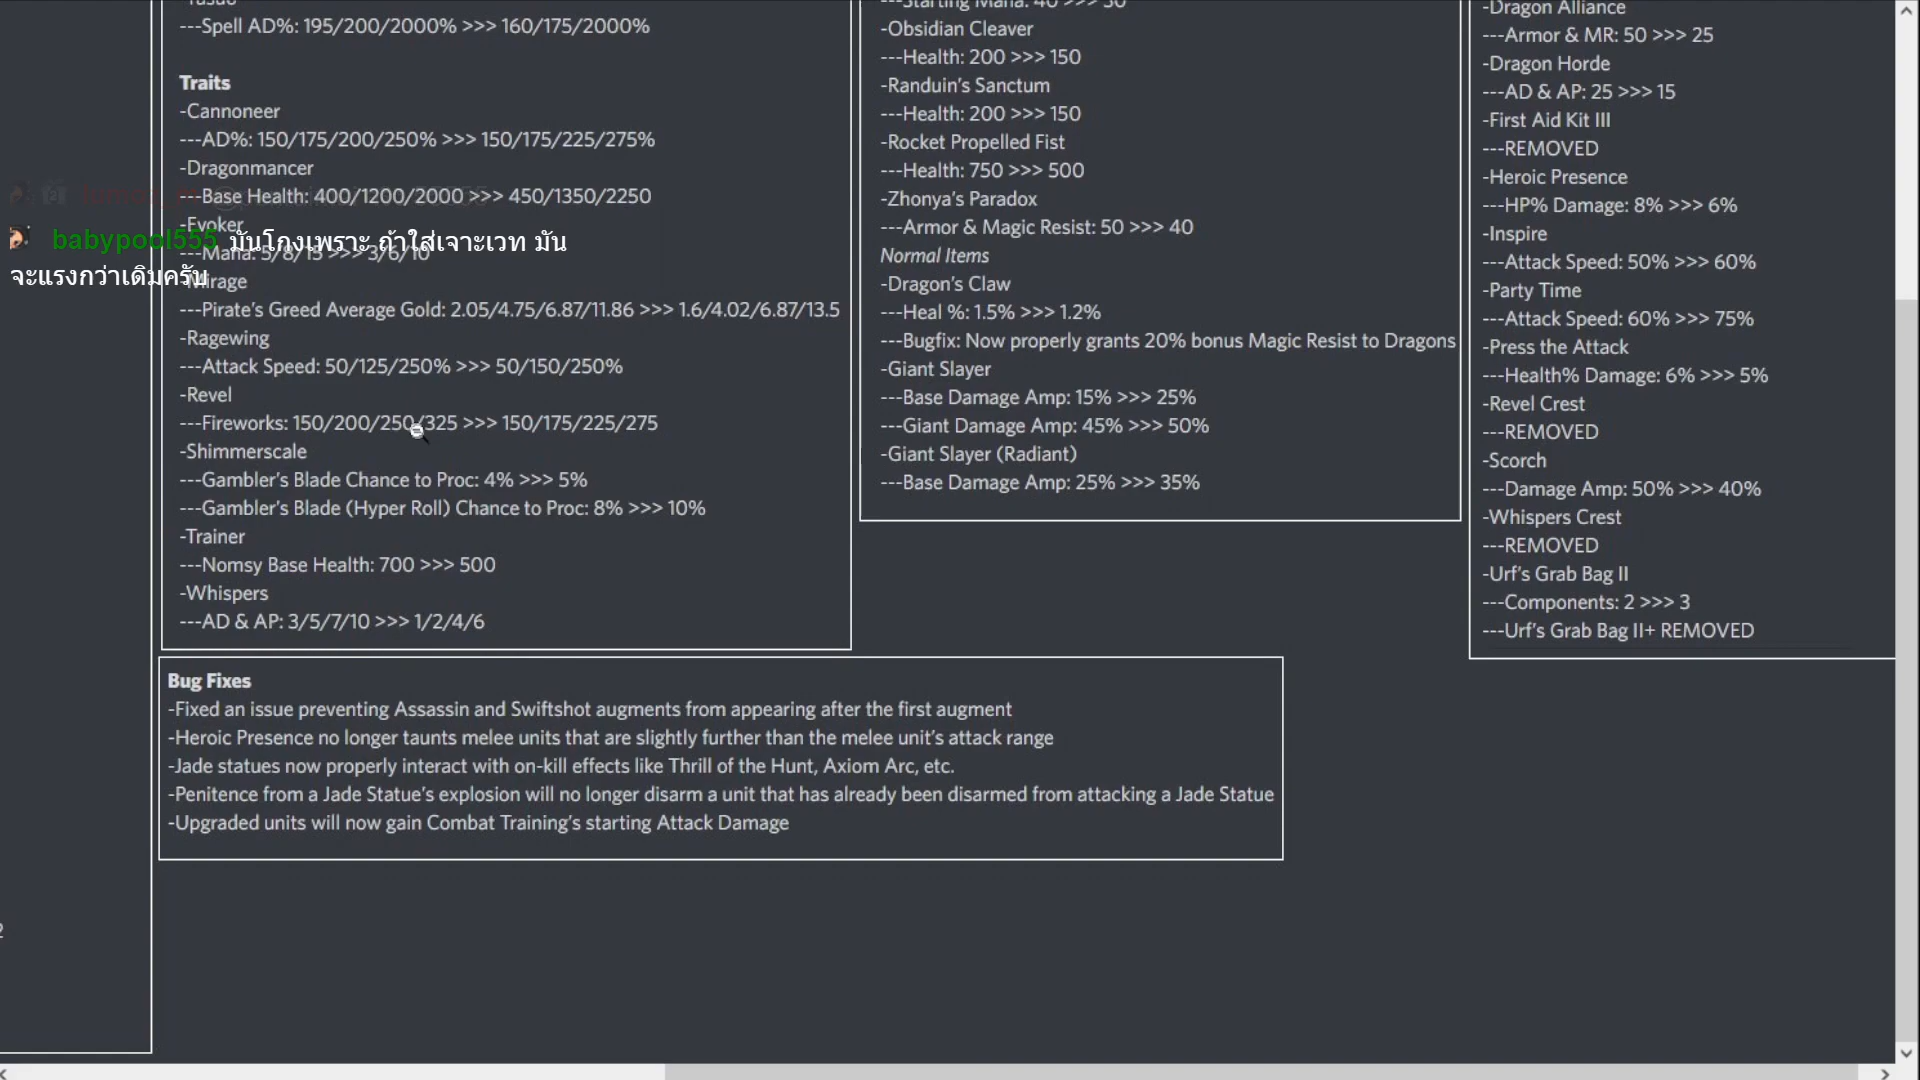 ---Spell AD%: 195/200/2000% >>> 160/175/2000%
Traits
-Cannoneer
---AD%: 150/175/200/250% >>> 150/175/225/275%
-Dragonmancer
---Base Health: 400/1200/2000 >>> 450/1350/2250
-Evoker
babypool555 มันโกงเพราะ ถ้าใส่เจาะเวท มัน
---Mana: 5/8/15 >>> 3/6/10
จะแรงกว่าเดิมครับ
-Mirage
---Pirate's Greed Average Gold: 2.05/4.75/6.87/11.86 >>> 1.6/4.02/6.87/13.5
-Ragewing
---Attack Speed: 50/125/250% >>> 50/150/250%
-Revel
---Fireworks: 150/200/250/325 >>> 150/175/225/275
-Shimmerscale
---Gambler's Blade Chance to Proc: 4% >>> 5%
---Gambler's Blade (Hyper Roll) Chance to Proc: 8% >>> 10%
-Trainer
---Nomsy Base Health: 700 >>> 500
-Whispers
---AD & AP: 3/5/7/10 >>> 1/2/4/6
---Starting Mana: 40 >>> 30
-Obsidian Cleaver
---Health: 200 >>> 150
-Randuin's Sanctum
---Health: 200 >>> 150
-Rocket Propelled Fist
---Health: 750 >>> 500
-Zhonya's Paradox
---Armor & Magic Resist: 50 >>> 40
Normal Items
-Dragon's Claw
---Heal %: 1.5% >>> 1.2%
---Bugfix: Now properly grants 20% bonus Magic Resist to Dragons
-Giant Slayer
---Base Damage Amp: 15% >>> 25%
---Giant Damage Amp: 45% >>> 50%
-Giant Slayer (Radiant)
---Base Damage Amp: 25% >>> 35%
-Dragon Alliance
---Armor & MR: 50 >>> 25
-Dragon Horde
---AD & AP: 25 >>> 15
-First Aid Kit III
---REMOVED
-Heroic Presence
---HP% Damage: 8% >>> 6%
-Inspire
---Attack Speed: 50% >>> 60%
-Party Time
---Attack Speed: 60% >>> 75%
-Press the Attack
---Health% Damage: 6% >>> 5%
-Revel Crest
---REMOVED
-Scorch
---Damage Amp: 50% >>> 40%
-Whispers Crest
---REMOVED
-Urf's Grab Bag II
---Components: 2 >>> 3
---Urf's Grab Bag II+ REMOVED
Bug Fixes
-Fixed an issue preventing Assassin and Swiftshot augments from appearing after the first augment
-Heroic Presence no longer taunts melee units that are slightly further than the melee unit's attack range
-Jade statues now properly interact with on-kill effects like Thrill of the Hunt, Axiom Arc, etc.
-Penitence from a Jade Statue's explosion will no longer disarm a unit that has already been disarmed from attacking a Jade Statue
-Upgraded units will now gain Combat Training's starting Attack Damage